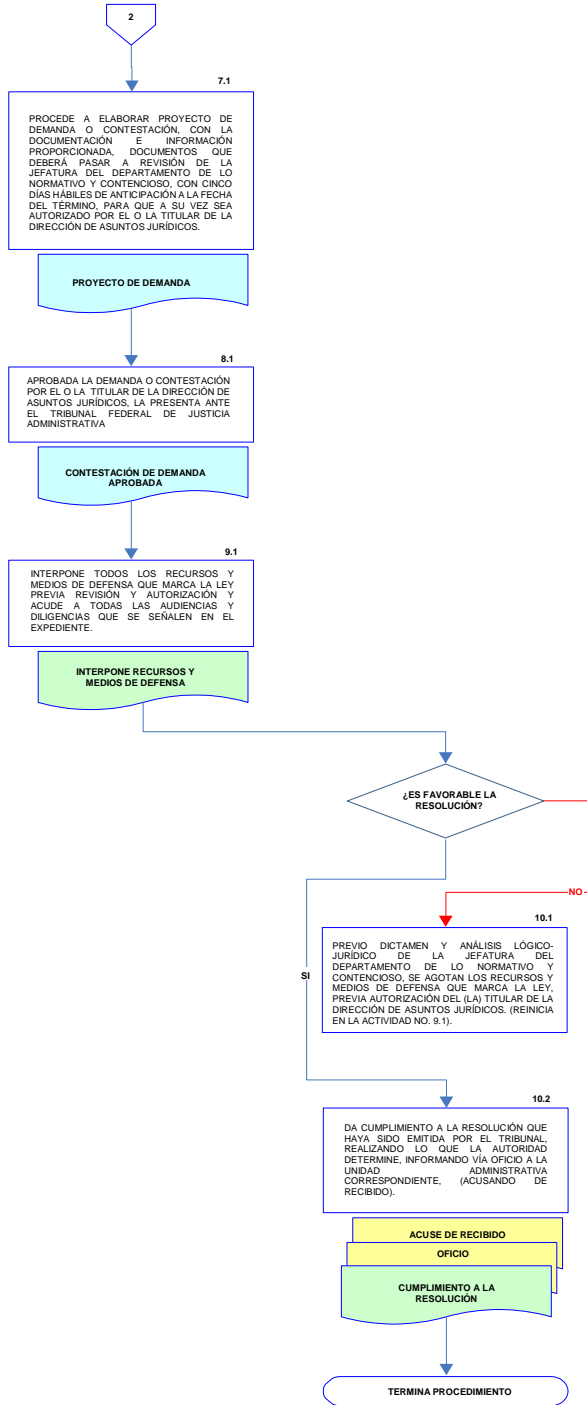 2
7.1
PROCEDE A ELABORAR PROYECTO DE
DEMANDA O CONTESTACIÓN, CON LA
DOCUMENTACIÓN E INFORMACIÓN
PROPORCIONADA, DOCUMENTOS QUE
DEBERÁ PASAR A REVISIÓN DE LA
JEFATURA DEL DEPARTAMENTO DE LO
NORMATIVO Y CONTENCIOSO, CON CINCO
DÍAS HÁBILES DE ANTICIPACIÓN A LA FECHA
DEL TÉRMINO, PARA QUE A SU VEZ SEA
AUTORIZADO POR EL O LA TITULAR DE LA
DIRECCIÓN DE ASUNTOS JURÍDICOS.
PROYECTO DE DEMANDA
8.1
APROBADA LA DEMANDA O CONTESTACIÓN
POR EL O LA TITULAR DE LA DIRECCIÓN DE
ASUNTOS JURÍDICOS, LA PRESENTA ANTE
EL TRIBUNAL FEDERAL DE JUSTICIA
ADMINISTRATIVA
CONTESTACIÓN DE DEMANDA
APROBADA
9.1
INTERPONE TODOS LOS RECURSOS Y
MEDIOS DE DEFENSA QUE MARCA LA LEY
PREVIA REVISIÓN Y AUTORIZACIÓN Y
ACUDE A TODAS LAS AUDIENCIAS Y
DILIGENCIAS QUE SE SEÑALEN EN EL
EXPEDIENTE.
INTERPONE RECURSOS Y
MEDIOS DE DEFENSA
¿ES FAVORABLE LA
RESOLUCIÓN?
NO
10.1
PREVIO DICTAMEN Y ANÁLISIS LÓGICO-
JURÍDICO DE LA JEFATURA DEL
DEPARTAMENTO DE LO NORMATIVO Y
CONTENCIOSO, SE AGOTAN LOS RECURSOS Y
MEDIOS DE DEFENSA QUE MARCA LA LEY,
PREVIA AUTORIZACIÓN DEL (LA) TITULAR DE LA
DIRECCIÓN DE ASUNTOS JURÍDICOS. (REINICIA
EN LA ACTIVIDAD NO. 9.1).
SI
10.2
DA CUMPLIMIENTO A LA RESOLUCIÓN QUE
HAYA SIDO EMITIDA POR EL TRIBUNAL,
REALIZANDO LO QUE LA AUTORIDAD
DETERMINE, INFORMANDO VÍA OFICIO A LA
UNIDAD ADMINISTRATIVA
CORRESPONDIENTE, (ACUSANDO DE
RECIBIDO).
ACUSE DE RECIBIDO
OFICIO
CUMPLIMIENTO A LA
RESOLUCIÓN
TERMINA PROCEDIMIENTO